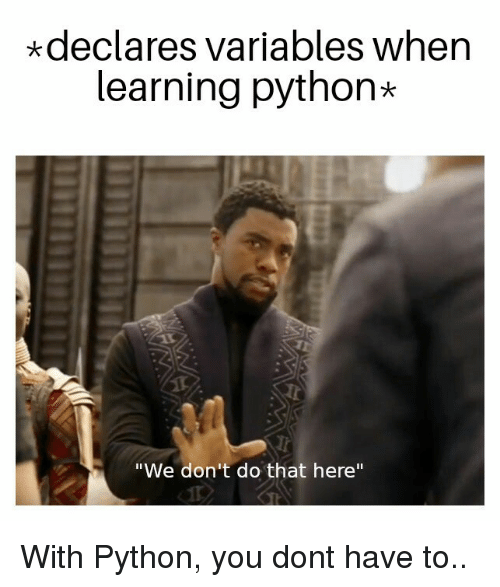 *declares variables when
learning python*
"We don't do that here"
With Python, you dont have to..